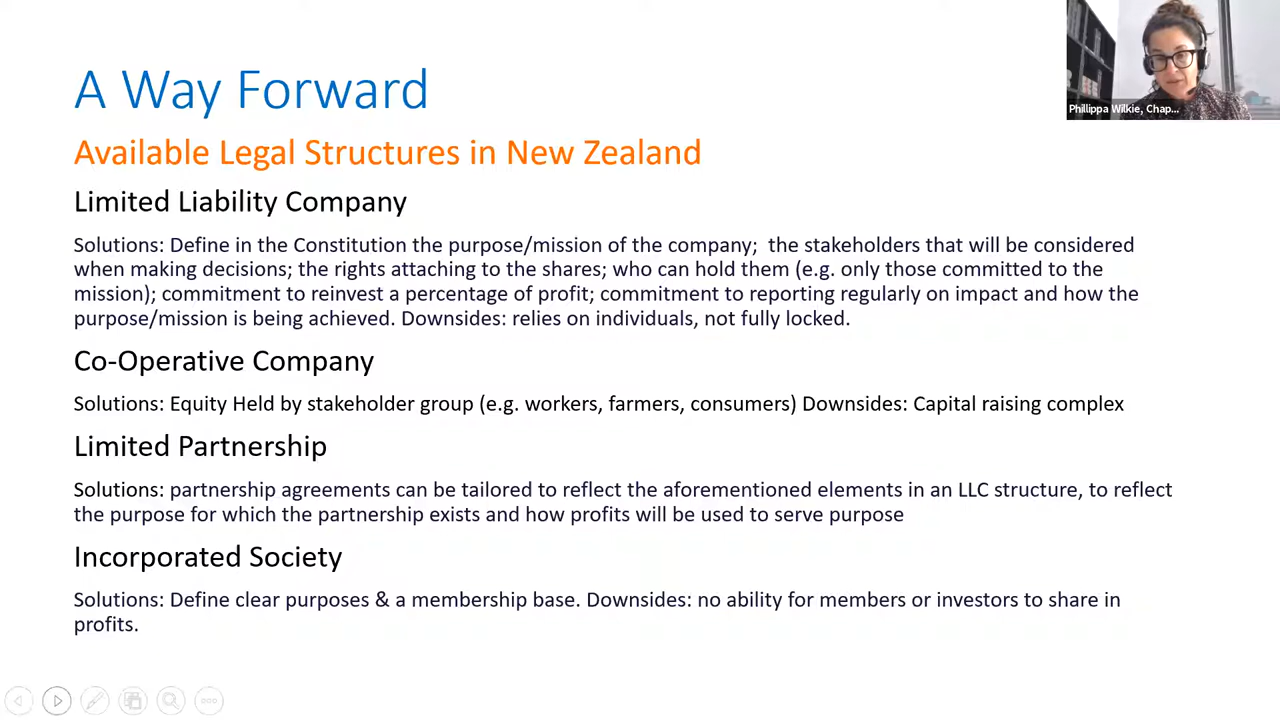 A Way Forward
Phillippa Wilkie, Chap...
Available Legal Structures in New Zealand
Limited Liability Company
Solutions: Define in the Constitution the purpose/mission of the company;  the stakeholders that will be considered
when making decisions; the rights attaching to the shares; who can hold them (e.g. only those committed to the
mission); commitment to reinvest a percentage of profit; commitment to reporting regularly on impact and how the
purpose/mission is being achieved. Downsides: relies on individuals, not fully locked.
Co-Operative Company
Solutions: Equity Held by stakeholder group (e.g. workers, farmers, consumers) Downsides: Capital raising complex
Limited Partnership
Solutions: partnership agreements can be tailored to reflect the aforementioned elements in an LLC structure, to reflect
the purpose for which the partnership exists and how profits will be used to serve purpose
Incorporated Society
Solutions: Define clear purposes & a membership base. Downsides: no ability for members or investors to share in
profits.